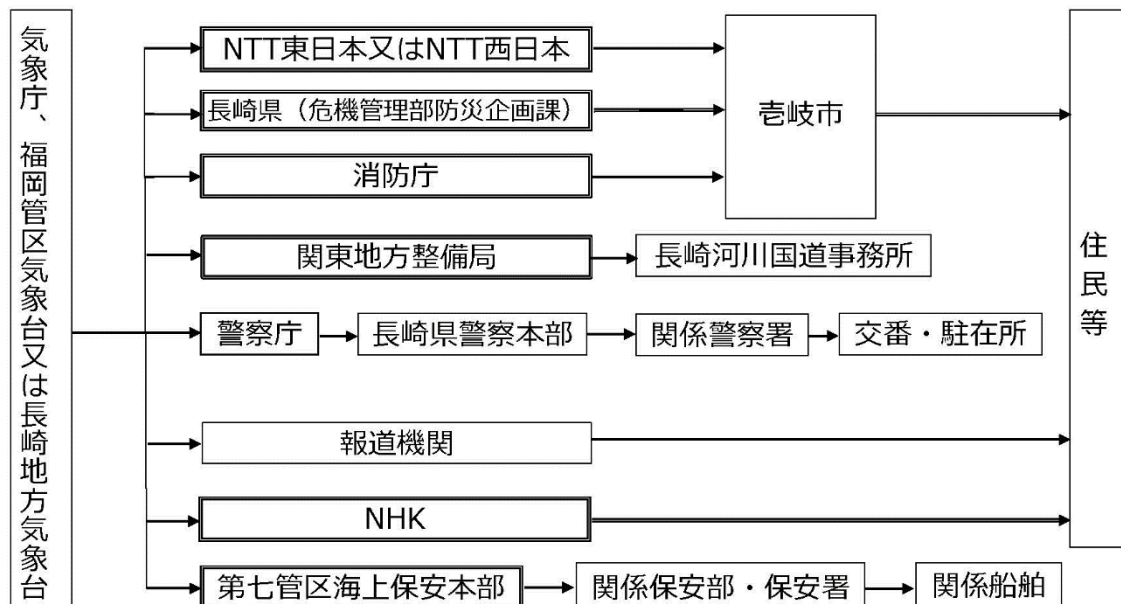 気象庁、福岡管区気象台又は長崎地方気象台
NTT東日本又はNTT西日本
長崎県（危機管理部防災企画課）
消防庁
壱岐市
関東地方整備局
長崎河川国道事務所
警察庁
長崎県警察本部
関係警察署
交番・駐在所
報道機関
NHK
第七管区海上保安本部
関係保安部・保安署
関係船舶
住民等